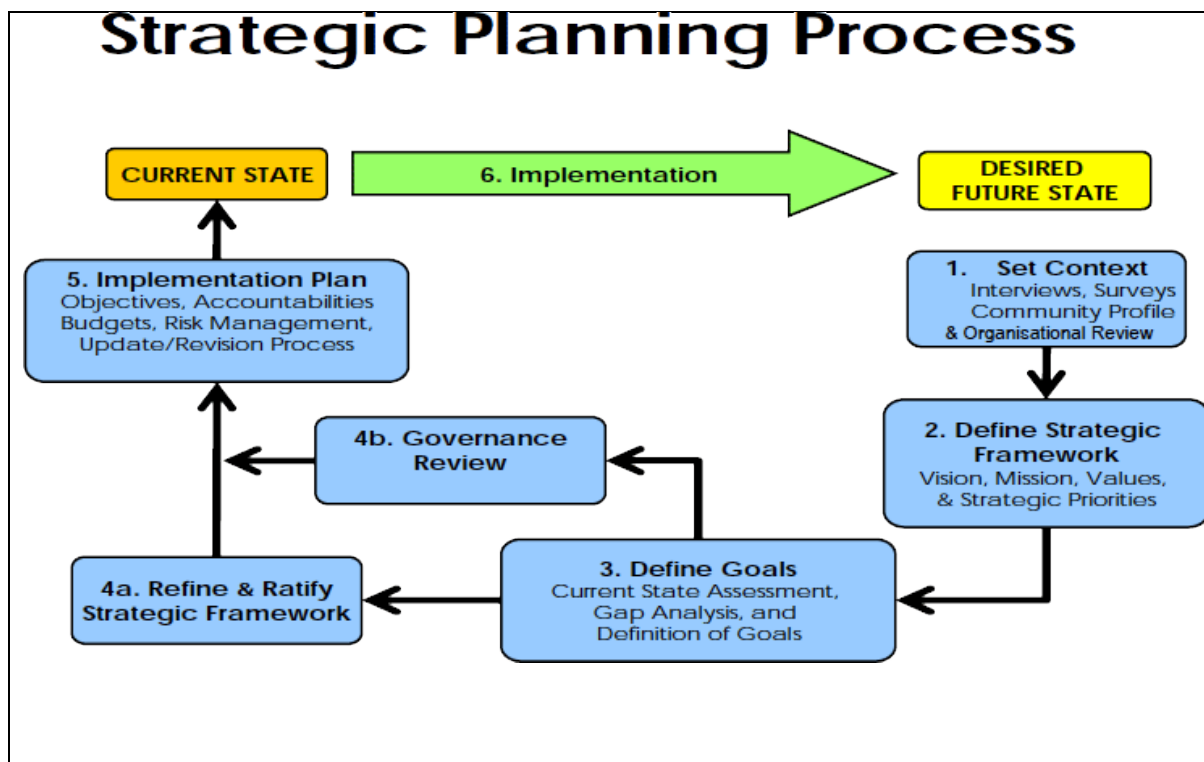 Strategic Planning Process
CURRENT STATE
6. Implementation
DESIRED
FUTURE STATE
1. Set Context
Interviews, Surveys
Community Profile
& Organisational Review
2. Define Strategic
Framework
Vision, Mission, Values,
& Strategic Priorities
3. Define Goals
Current State Assessment,
Gap Analysis, and
Definition of Goals
4a. Refine & Ratify
Strategic Framework
4b. Governance
Review
5. Implementation Plan
Objectives, Accountabilities
Budgets, Risk Management,
Update/Revision Process